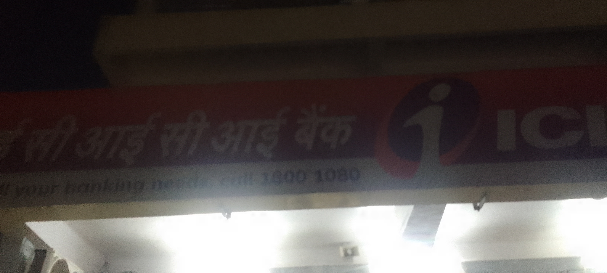 ई सी आई सी आई बैंक ICI
your banking needs, call 1800 1080